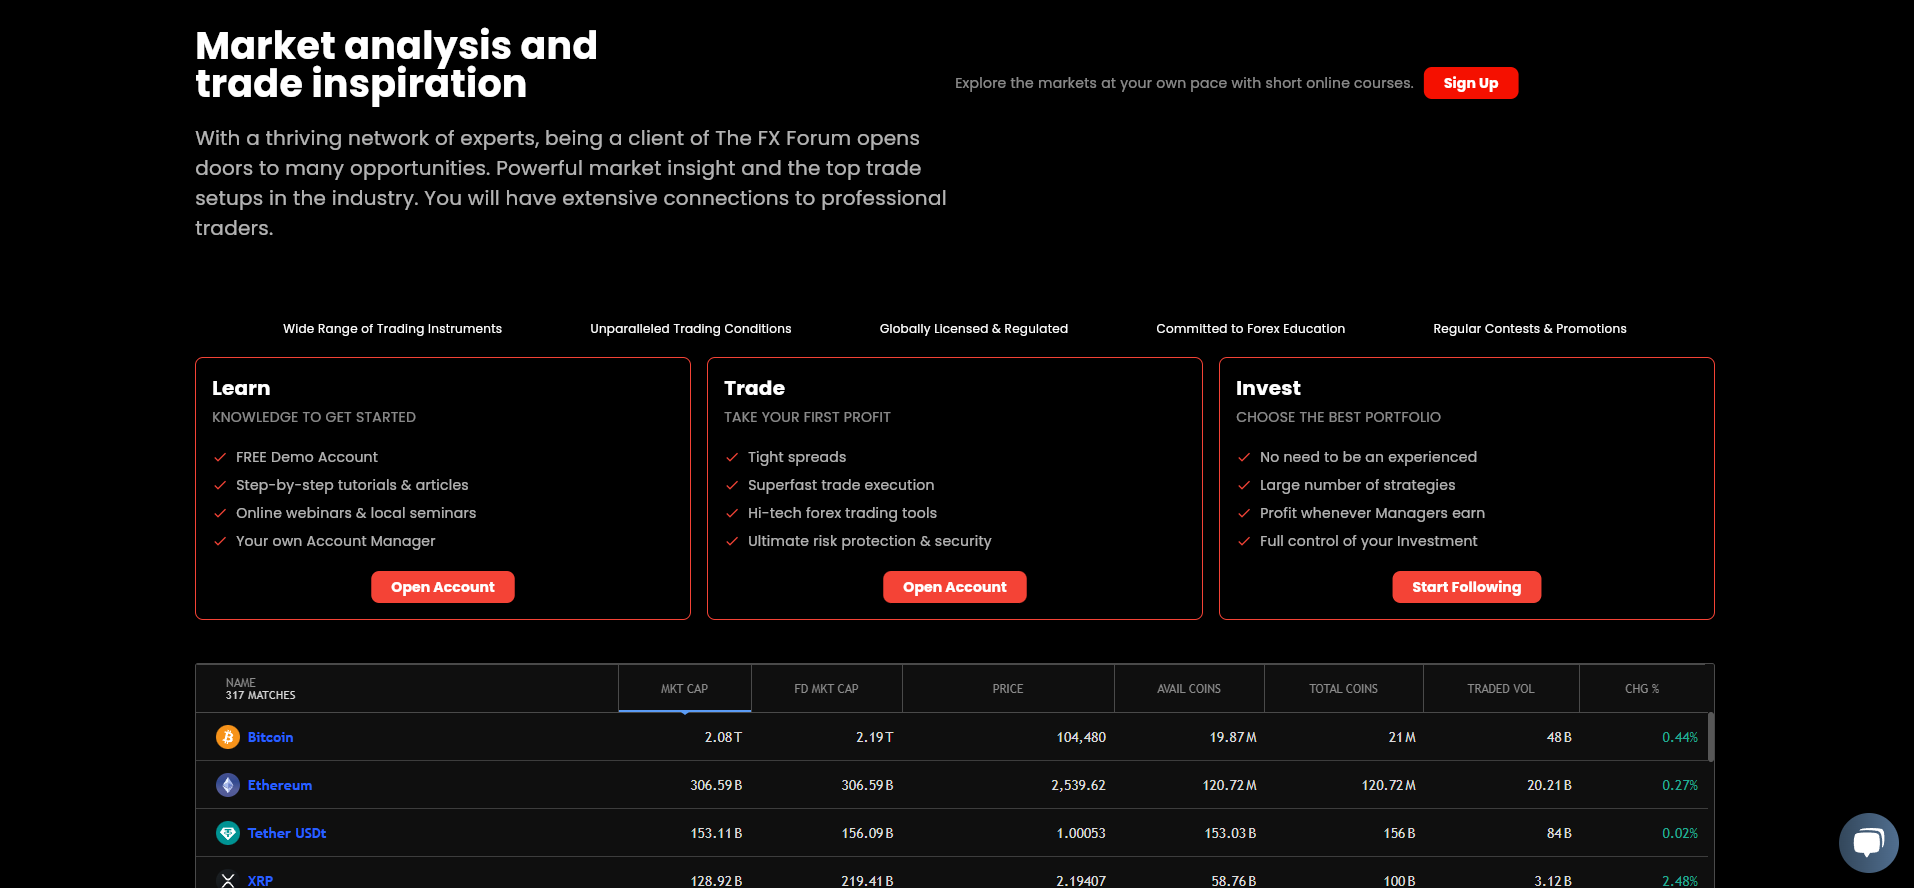 Market analysis and
trade inspiration
Explore the markets at your own pace with short online courses. Sign Up
With a thriving network of experts, being a client of The FX Forum opens
doors to many opportunities. Powerful market insight and the top trade
setups in the industry. You will have extensive connections to professional
traders.
Wide Range of Trading Instruments Unparalleled Trading Conditions Globally Licensed & Regulated Committed to Forex Education Regular Contests & Promotions
Learn
KNOWLEDGE TO GET STARTED
FREE Demo Account
Step-by-step tutorials & articles
Online webinars & local seminars
Your own Account Manager
Open Account
Trade
TAKE YOUR FIRST PROFIT
Tight spreads
Superfast trade execution
Hi-tech forex trading tools
Ultimate risk protection & security
Open Account
Invest
CHOOSE THE BEST PORTFOLIO
No need to be an experienced
Large number of strategies
Profit whenever Managers earn
Full control of your Investment
Start Following
NAME
317 MATCHES
MKT CAP FD MKT CAP PRICE AVAIL COINS TOTAL COINS TRADED VOL CHG %
Bitcoin 2.08 T 2.19 T 104,480 19.87 M 21 M 48 B 0.44%
Ethereum 306.59 B 306.59 B 2,539.62 120.72 M 120.72 M 20.21 B 0.27%
Tether USDt 153.11 B 156.09 B 1.00053 153.03 B 156 B 84 B 0.02%
XRP 128.92 B 219.41 B 2.19407 58.76 B 100 B 3.12 B 2.48%